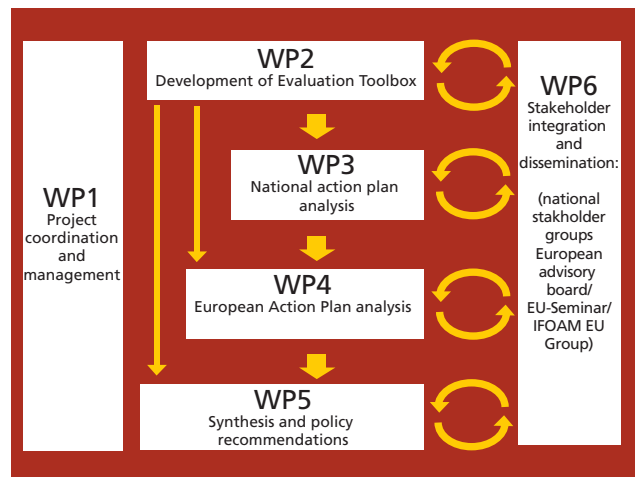 WP1
Project
coordination
and
management
WP2
Development of Evaluation Toolbox
WP3
National action plan
analysis
WP4
European Action Plan analysis
WP5
Synthesis and policy
recommendations
WP6
Stakeholder
integration
and
dissemination:
(national
stakholder
groups
European
advisory
board/
EU-Seminar/
IFOAM EU
Group)